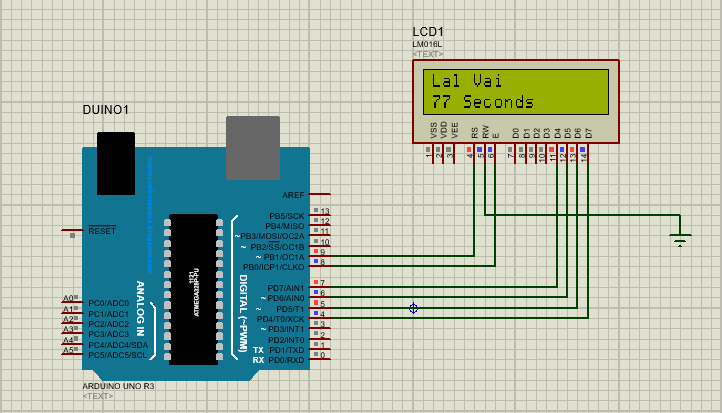 LCD1
LM016L
<TEXT>
Lal Vai
77 Seconds
VSS
VDD
VEE
RS
RW
E
D0
D1
D2
D3
D4
D5
D6
D7
1
2
3
4
5
6
7
8
9
10
11
12
13
14
DUINO1
RESET
AREF
PB5/SCK 13
PB4/MISO 12
~ PB3/MOSI/OC2A 11
~ PB2/SS/OC1B 10
~ PB1/OC1A 9
PB0/ICP1/CLKO 8
PD7/AIN1 7
~ PD6/AIN0 6
~ PD5/T1 5
PD4/T0/XCK 4
~ PD3/INT1 3
PD2/INT0 2
TX PD1/TXD 1
RX PD0/RXD 0
A0 PC0/ADC0
A1 PC1/ADC1
A2 PC2/ADC2
A3 PC3/ADC3
A4 PC4/ADC4/SDA
A5 PC5/ADC5/SCL
ANALOG IN
ATMEGA328P-PU
1121
DIGITAL (~PWM)
ARDUINO UNO R3
<TEXT>